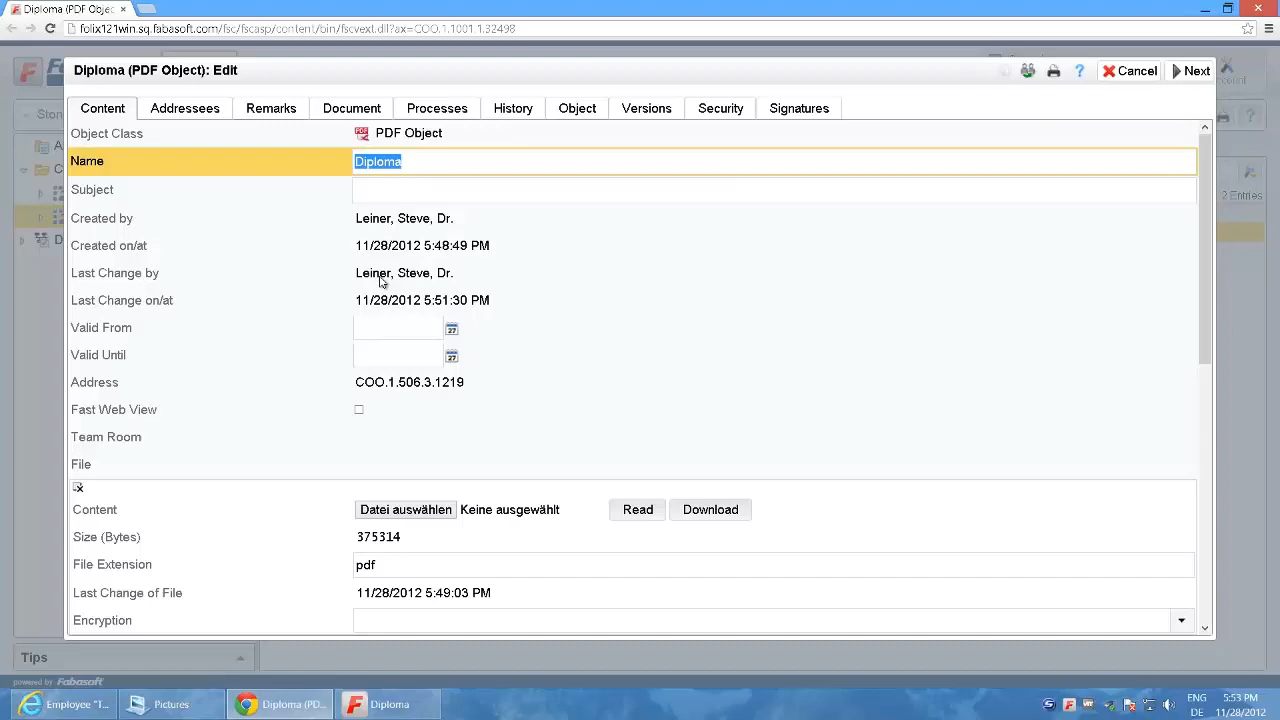 Diploma (PDF Object: ×
folix121win.sq.fabasoft.com/fsc/fscasp/content/bin/fscvext.dll?ax=COO.1.1001.1.32498
Diploma (PDF Object): Edit
? Cancel Next
Content Addressees Remarks Document Processes History Object Versions Security Signatures
Object Class PDF Object
Name Diploma
Subject
2 Entries
Created by Leiner, Steve, Dr.
Created on/at 11/28/2012 5:48:49 PM
Last Change by Leiner, Steve, Dr.
Last Change on/at 11/28/2012 5:51:30 PM
Valid From 27
Valid Until 27
Address COO.1.506.3.1219
Fast Web View
Team Room
File
Content Datei auswählen Keine ausgewählt Read Download
Size (Bytes) 375314
File Extension pdf
Last Change of File 11/28/2012 5:49:03 PM
Encryption
Tips
powered by Fabasoft
Employee "I... Pictures Diploma (PD... Diploma
ENG 5:53 PM
DE 11/28/2012